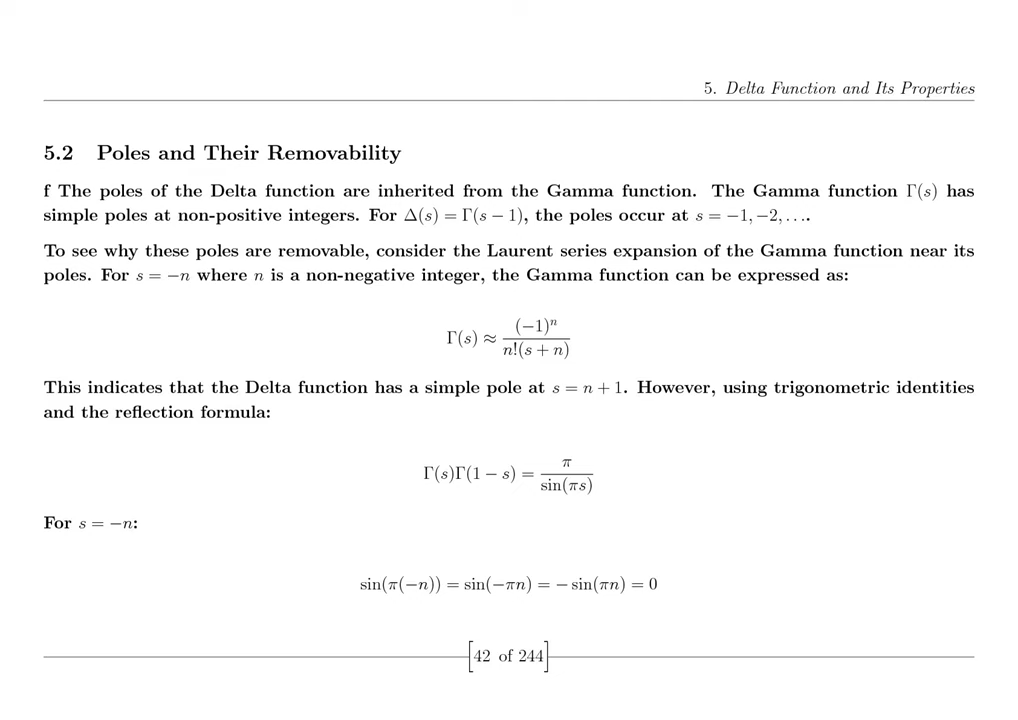 5. Delta Function and Its Properties
5.2 Poles and Their Removability
f The poles of the Delta function are inherited from the Gamma function. The Gamma function Γ(s) has
simple poles at non-positive integers. For Δ(s) = Γ(s − 1), the poles occur at s = −1, −2, . . ..
To see why these poles are removable, consider the Laurent series expansion of the Gamma function near its
poles. For s = −n where n is a non-negative integer, the Gamma function can be expressed as:
Γ(s) ≈ (−1)ⁿ / n!(s + n)
This indicates that the Delta function has a simple pole at s = n + 1. However, using trigonometric identities
and the reflection formula:
Γ(s)Γ(1 − s) = π / sin(πs)
For s = −n:
sin(π(−n)) = sin(−πn) = − sin(πn) = 0
[42 of 244]